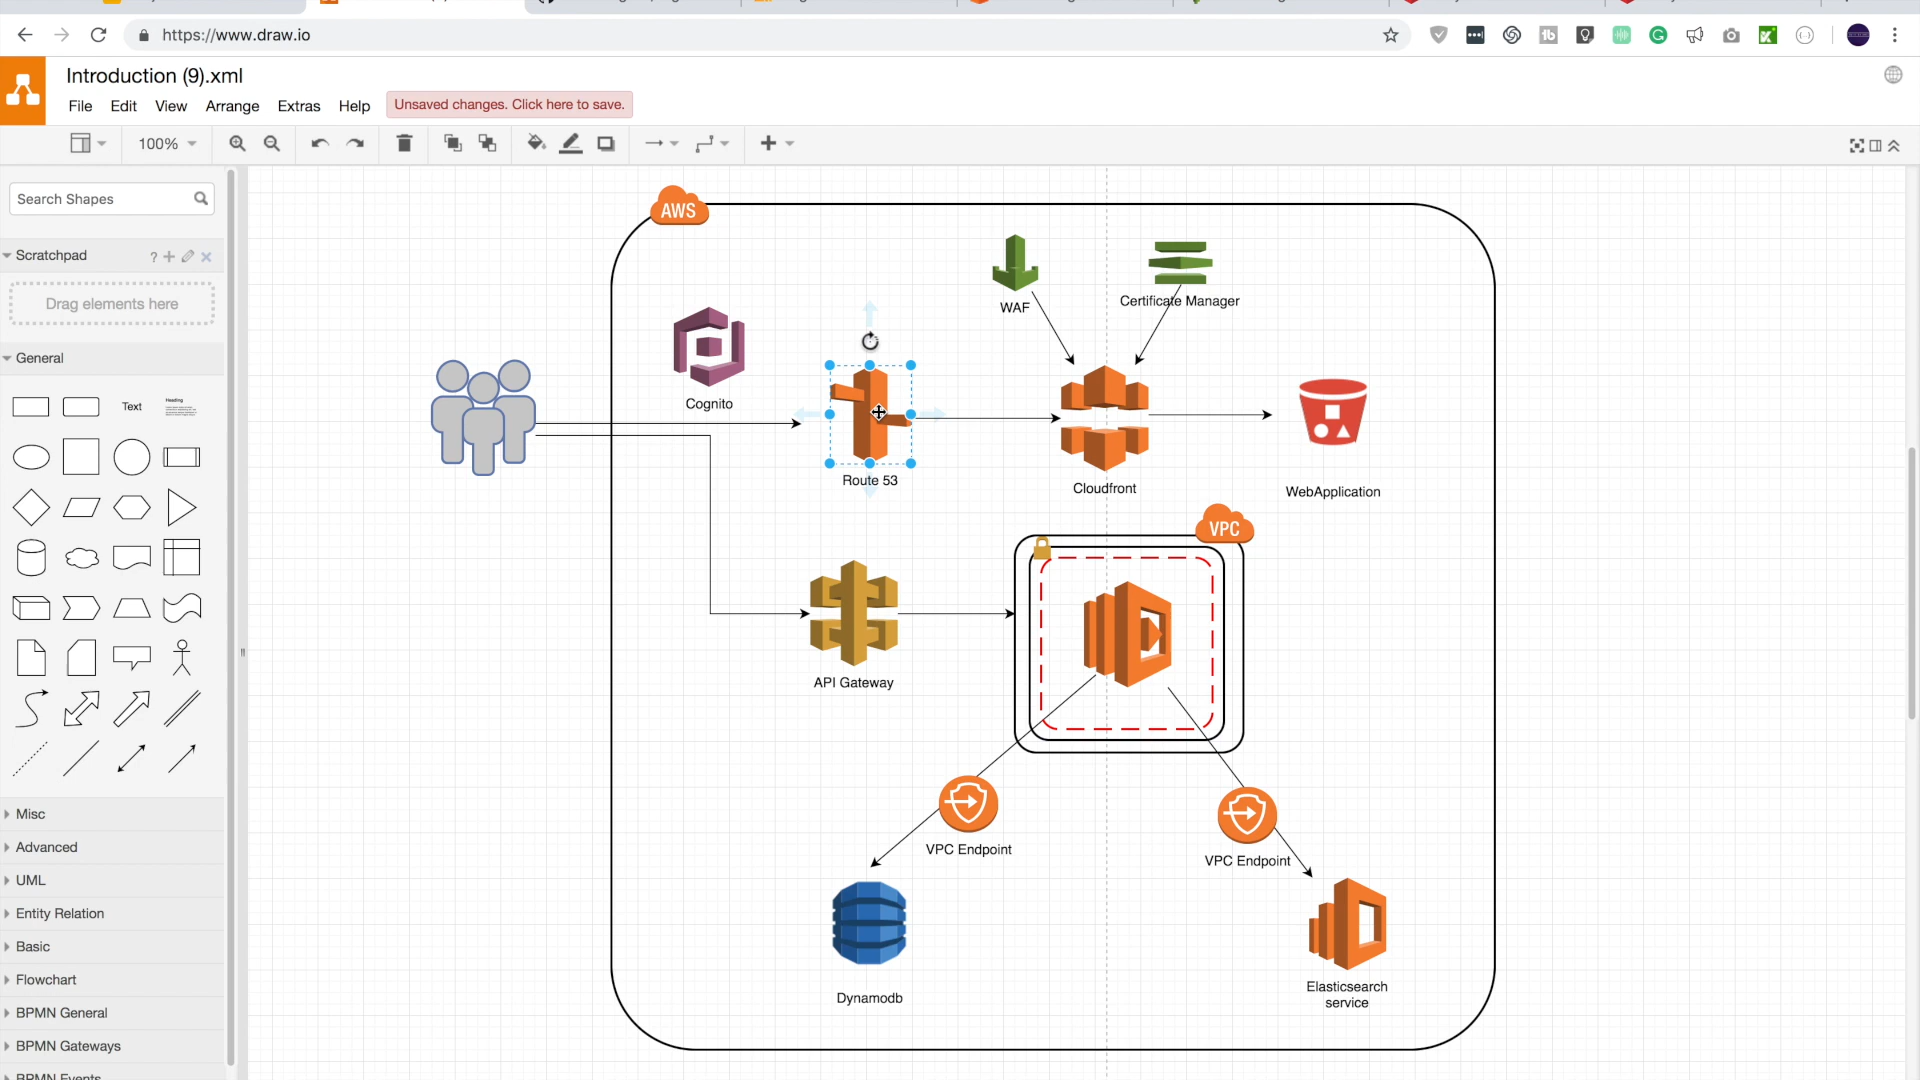 https://www.draw.io
Introduction (9).xml
File Edit View Arrange Extras Help
Unsaved changes. Click here to save.
100%
Search Shapes
Scratchpad
?
Drag elements here
General
Text
Heading
Misc
Advanced
UML
Entity Relation
Basic
Flowchart
BPMN General
BPMN Gateways
BPMN Events
AWS
WAF
Certificate Manager
Cognito
Route 53
Cloudfront
WebApplication
VPC
API Gateway
VPC Endpoint
VPC Endpoint
Dynamodb
Elasticsearch
service